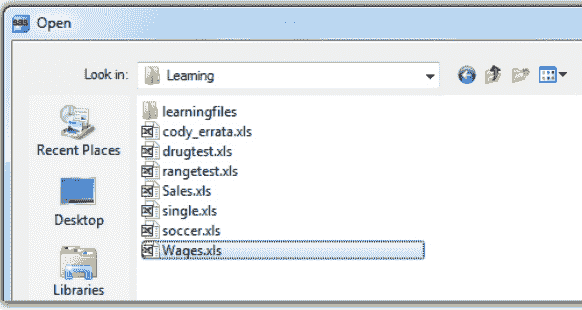 sas Open
Look in: Learning
learningfiles
cody_errata.xls
drugtest.xls
rangetest.xls
Sales.xls
single.xls
soccer.xls
Wages.xls
Recent Places
Desktop
Libraries